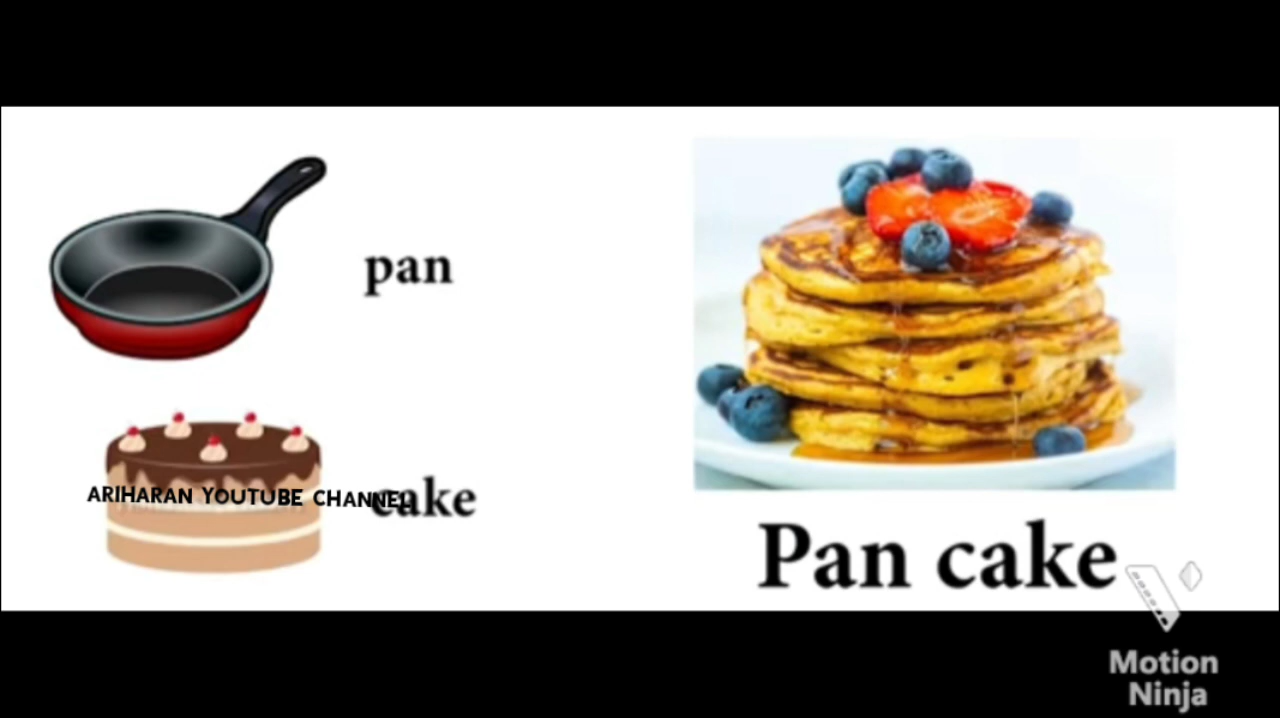 pan
ARIHARAN YOUTUBE CHANNEL
cake
Pan cake
Motion
Ninja